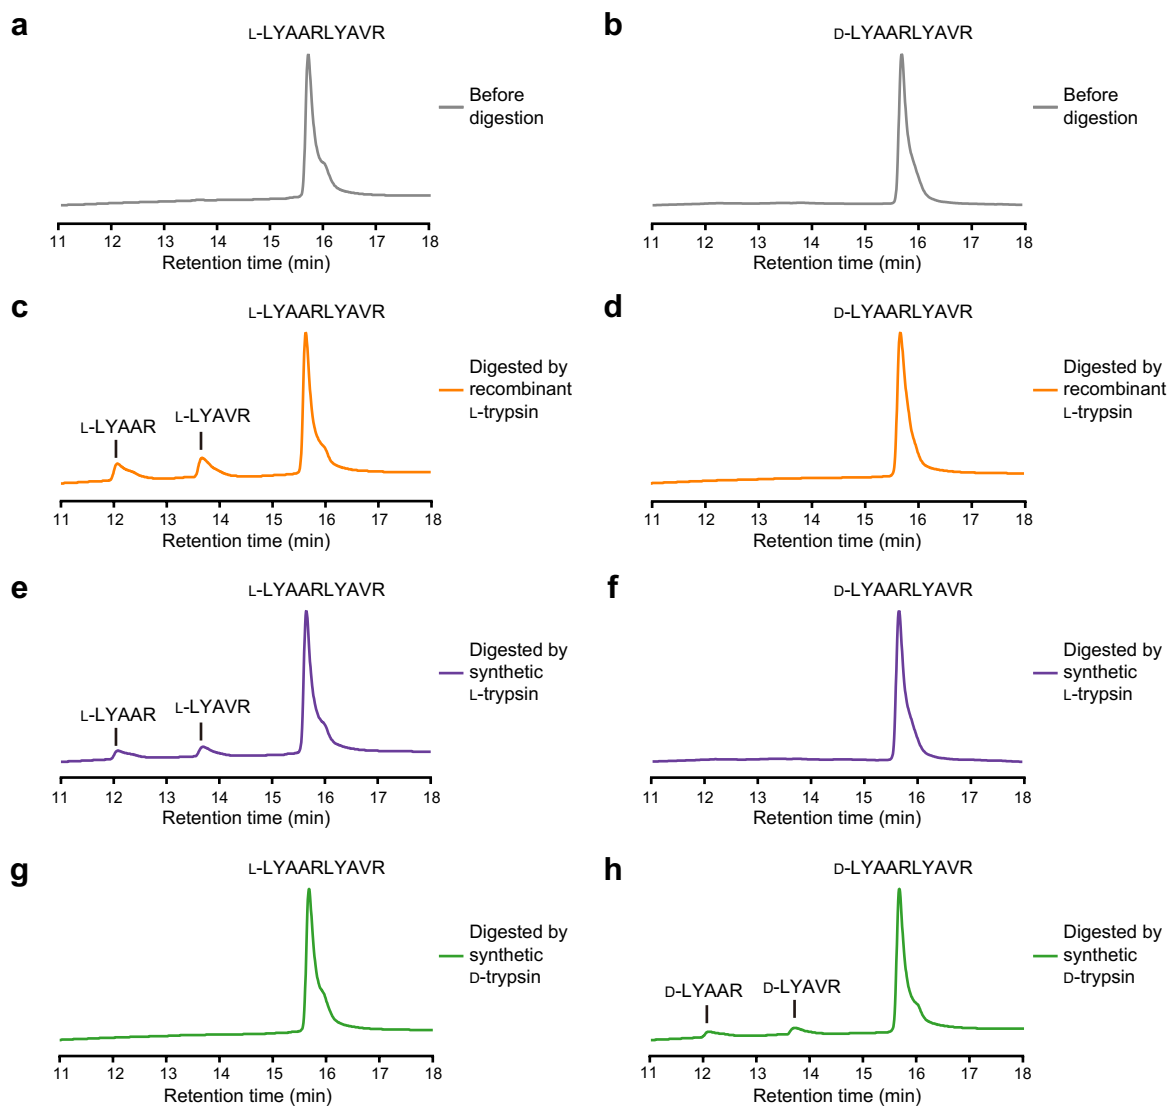 a
L-LYAARLYAVR
Before
digestion
11 12 13 14 15 16 17 18
Retention time (min)
b
D-LYAARLYAVR
Before
digestion
11 12 13 14 15 16 17 18
Retention time (min)
c
L-LYAARLYAVR
L-LYAAR
L-LYAVR
Digested by
recombinant
L-trypsin
11 12 13 14 15 16 17 18
Retention time (min)
d
D-LYAARLYAVR
Digested by
recombinant
L-trypsin
11 12 13 14 15 16 17 18
Retention time (min)
e
L-LYAARLYAVR
L-LYAAR
L-LYAVR
Digested by
synthetic
L-trypsin
11 12 13 14 15 16 17 18
Retention time (min)
f
D-LYAARLYAVR
Digested by
synthetic
L-trypsin
11 12 13 14 15 16 17 18
Retention time (min)
g
L-LYAARLYAVR
Digested by
synthetic
D-trypsin
11 12 13 14 15 16 17 18
Retention time (min)
h
D-LYAARLYAVR
D-LYAAR
D-LYAVR
Digested by
synthetic
D-trypsin
11 12 13 14 15 16 17 18
Retention time (min)